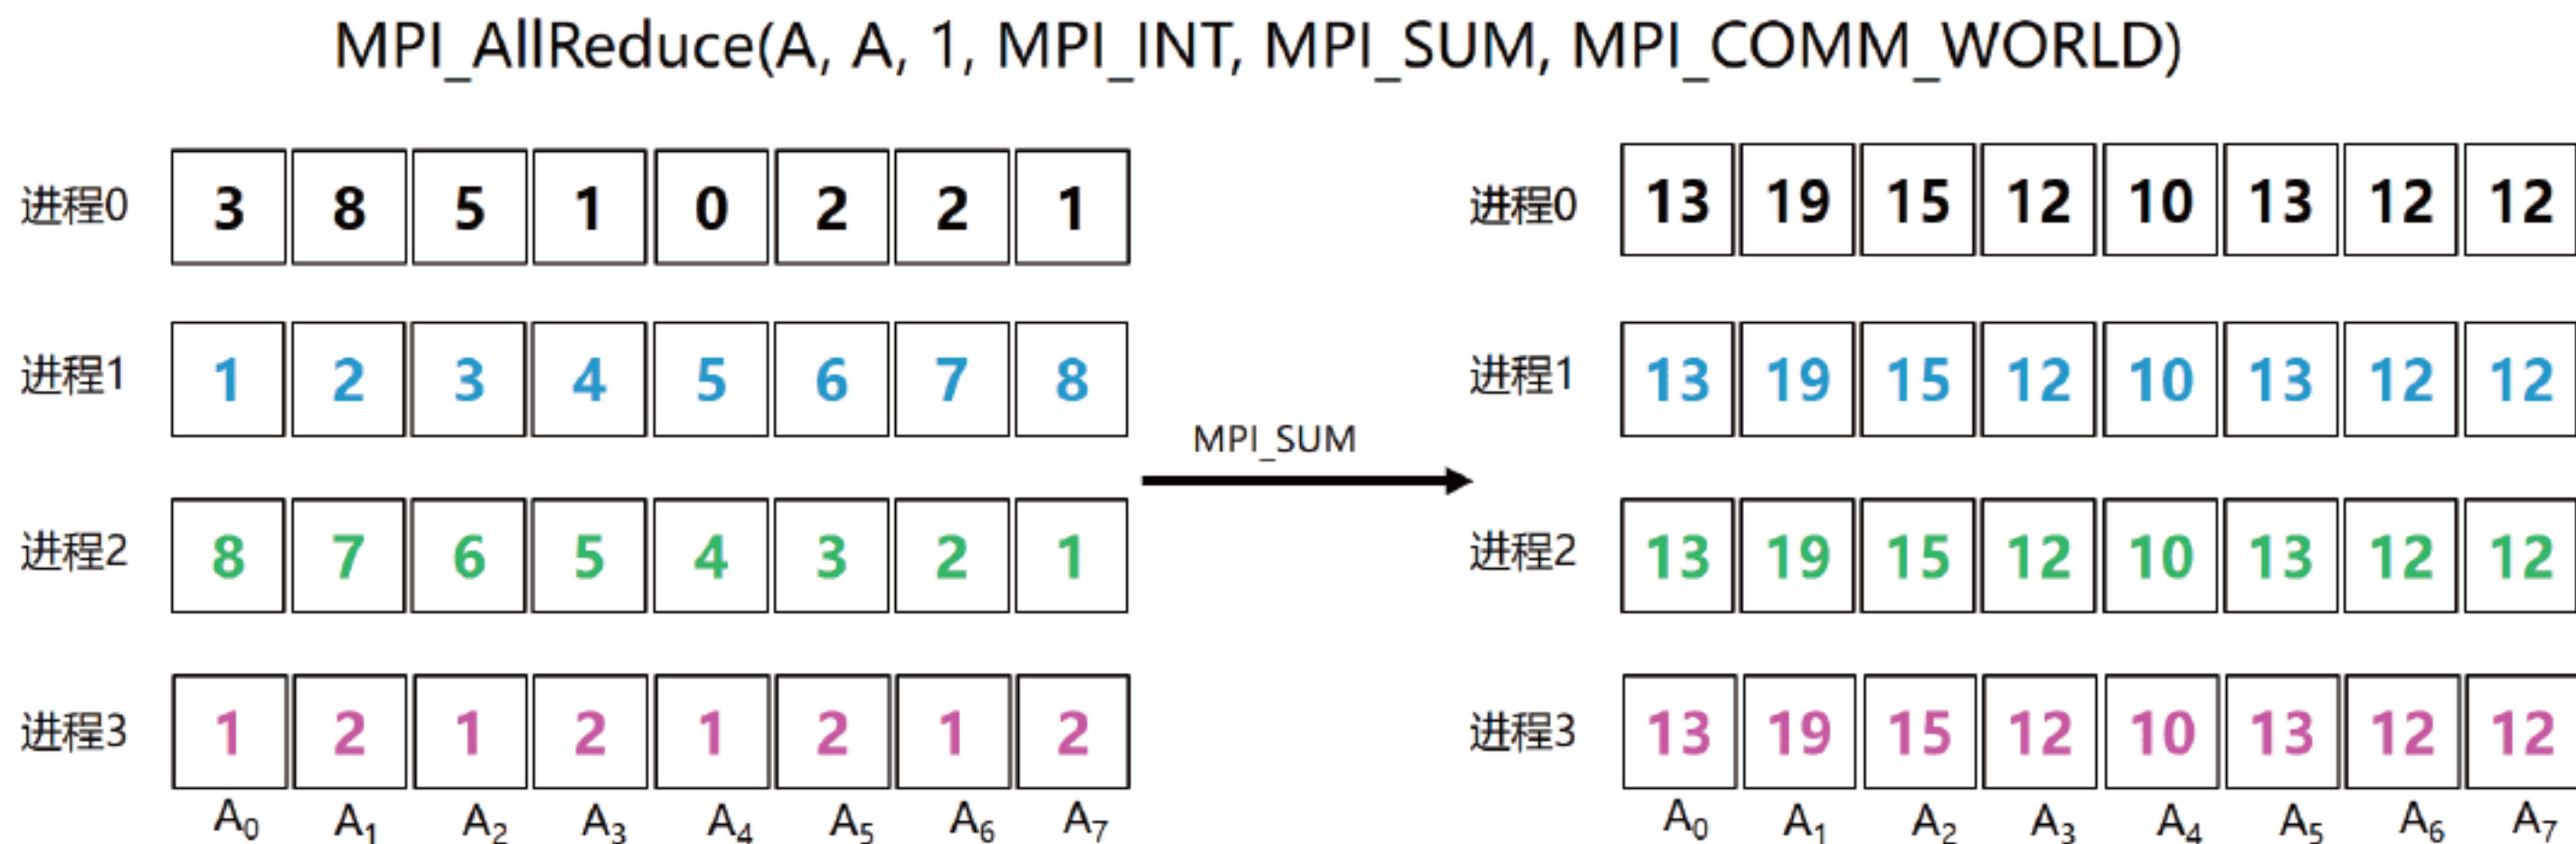 MPI_AllReduce(A, A, 1, MPI_INT, MPI_SUM, MPI_COMM_WORLD)
进程0 3 8 5 1 0 2 2 1 进程0 13 19 15 12 10 13 12 12
进程1 1 2 3 4 5 6 7 8 进程1 13 19 15 12 10 13 12 12
MPI_SUM
进程2 8 7 6 5 4 3 2 1 进程2 13 19 15 12 10 13 12 12
进程3 1 2 1 2 1 2 1 2 进程3 13 19 15 12 10 13 12 12
A₀ A₁ A₂ A₃ A₄ A₅ A₆ A₇ A₀ A₁ A₂ A₃ A₄ A₅ A₆ A₇